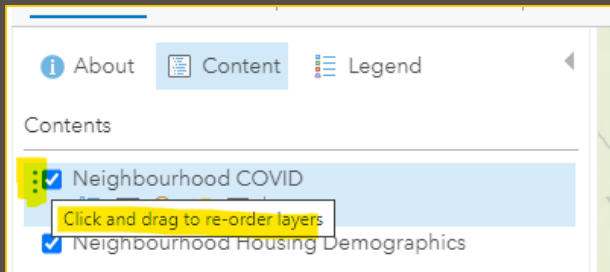 About Content Legend
Contents
Neighbourhood COVID
Click and drag to re-order layers
Neighbourhood Housing Demographics